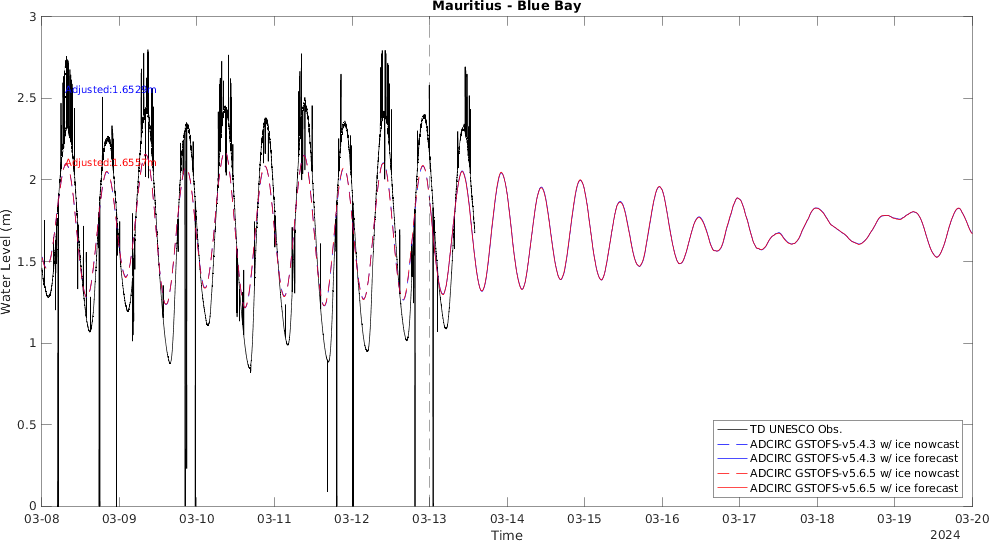 Mauritius - Blue Bay
3
2.5
2
1.5
1
0.5
0
Water Level (m)
Adjusted:1.6529m
Adjusted:1.6557m
TD UNESCO Obs.
ADCIRC GSTOFS-v5.4.3 w/ ice nowcast
ADCIRC GSTOFS-v5.4.3 w/ ice forecast
ADCIRC GSTOFS-v5.6.5 w/ ice nowcast
ADCIRC GSTOFS-v5.6.5 w/ ice forecast
03-08 03-09 03-10 03-11 03-12 03-13 03-14 03-15 03-16 03-17 03-18 03-19 03-20
Time
2024